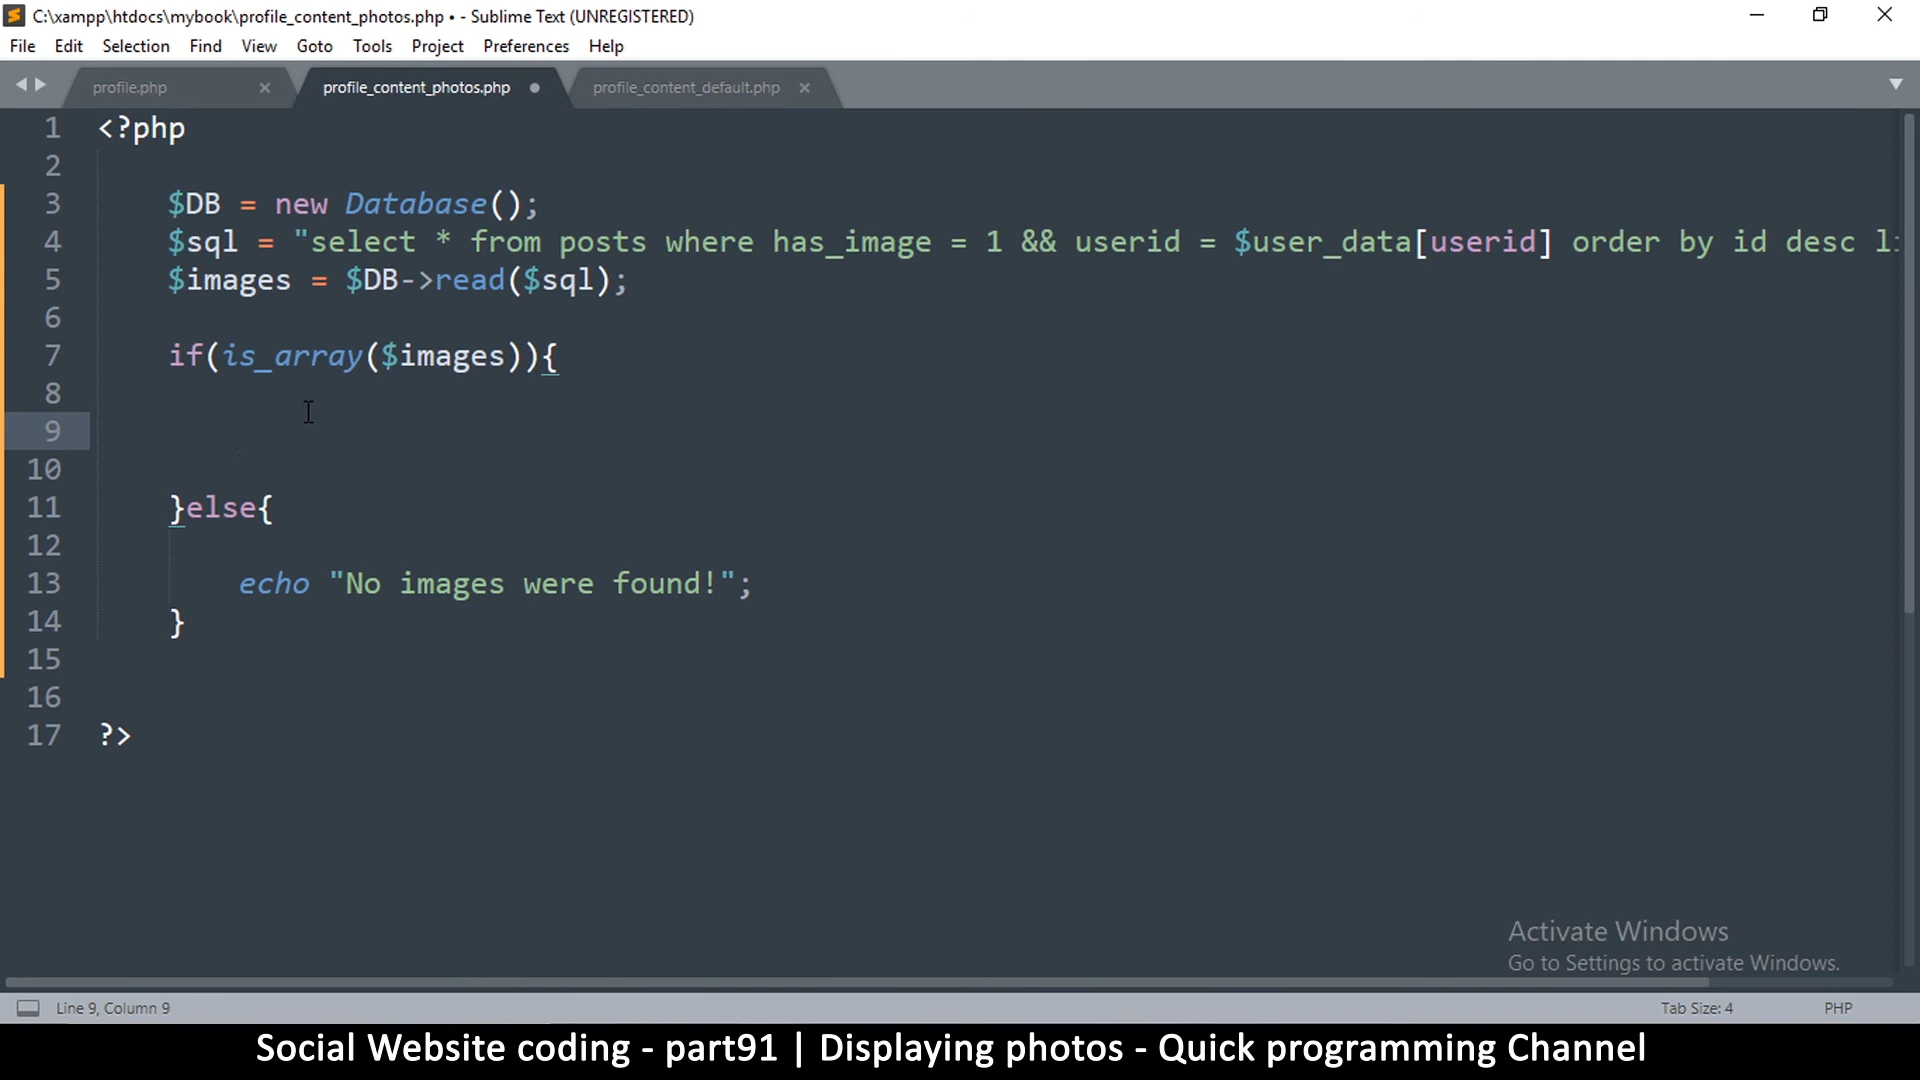 C:\xampp\htdocs\mybook\profile_content_photos.php • - Sublime Text (UNREGISTERED)
File Edit Selection Find View Goto Tools Project Preferences Help
profile.php profile_content_photos.php profile_content_default.php
1 <?php
2
3 $DB = new Database();
4 $sql = "select * from posts where has_image = 1 && userid = $user_data[userid] order by id desc
5 $images = $DB->read($sql);
6
7 if(is_array($images)){
8
9
10
11 }else{
12
13 echo "No images were found!";
14 }
15
16
17 ?>
Activate Windows
Go to Settings to activate Windows.
Line 9, Column 9 Tab Size: 4 PHP
Social Website coding - part91 | Displaying photos - Quick programming Channel